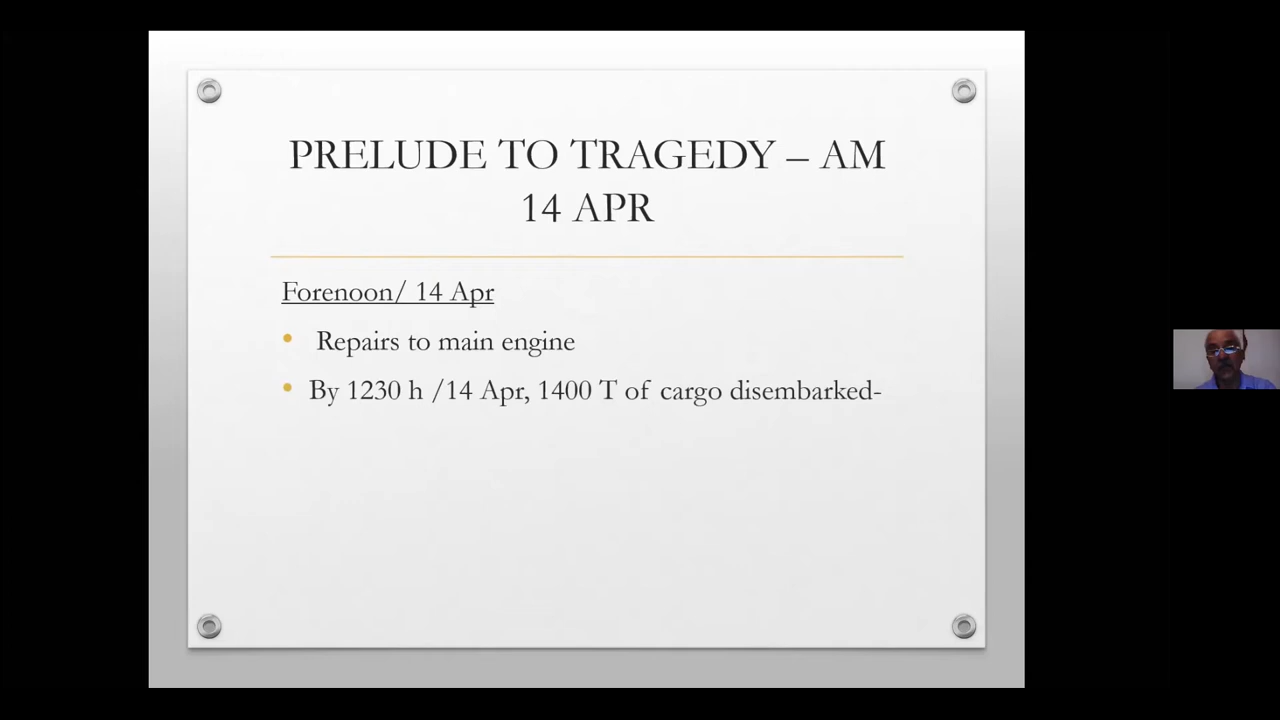 PRELUDE TO TRAGEDY – AM
14 APR
Forenoon/ 14 Apr
• Repairs to main engine
• By 1230 h /14 Apr, 1400 T of cargo disembarked-